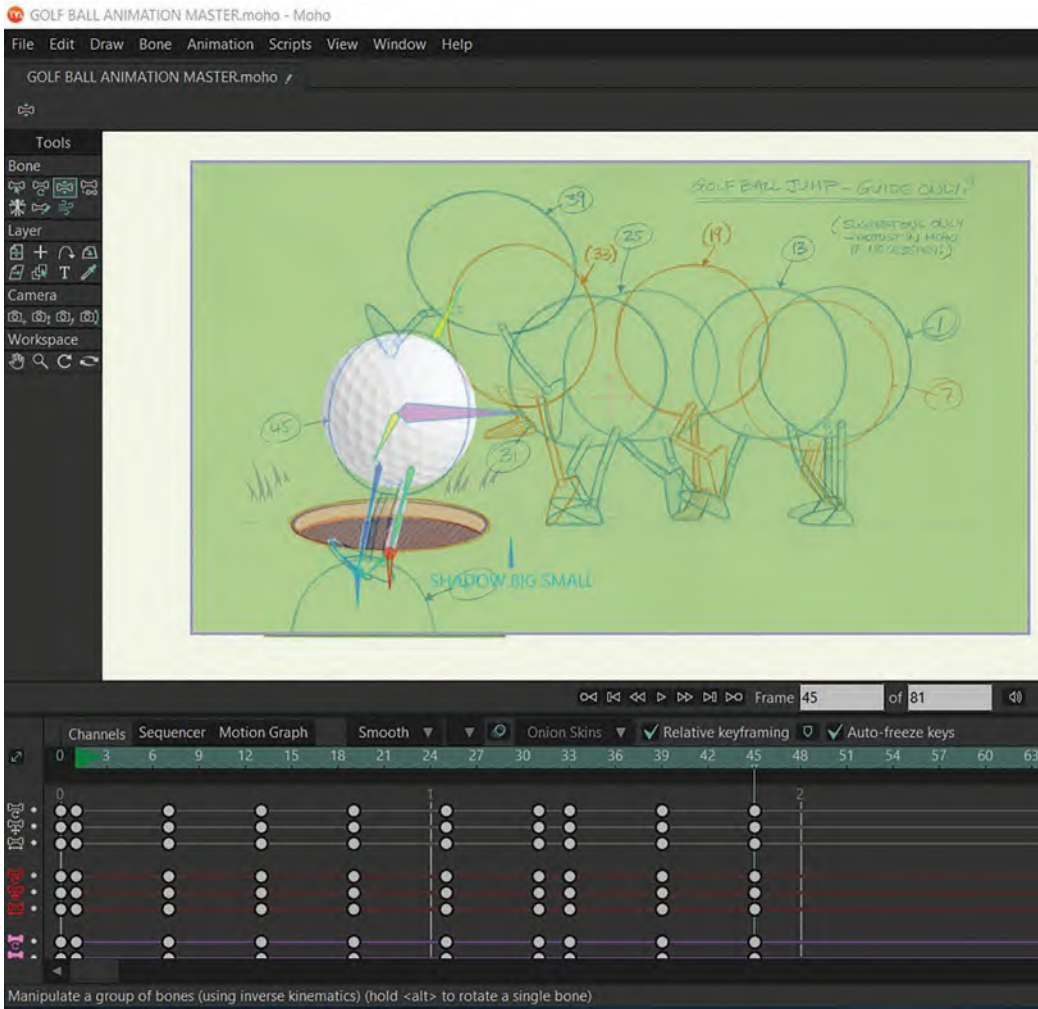 GOLF BALL ANIMATION MASTER.moho - Moho
File Edit Draw Bone Animation Scripts View Window Help
GOLF BALL ANIMATION MASTER.moho
Tools
Bone
Layer
T
Camera
Workspace
GOLF BALL JUMP - GUIDE ONLY.
(SUGGESTIONS ONLY
- ADJUST IN MOHO
IF NECESSARY)
39
(33)
25
(19)
13
1
7
45
31
SHADOW BIG SMALL
Frame 45 of 81
Channels Sequencer Motion Graph Smooth Onion Skins Relative keyframing Auto-freeze keys
0 3 6 9 12 15 18 21 24 27 30 33 36 39 42 45 48 51 54 57 60 63
0 1 2
Manipulate a group of bones (using inverse kinematics) (hold <alt> to rotate a single bone)